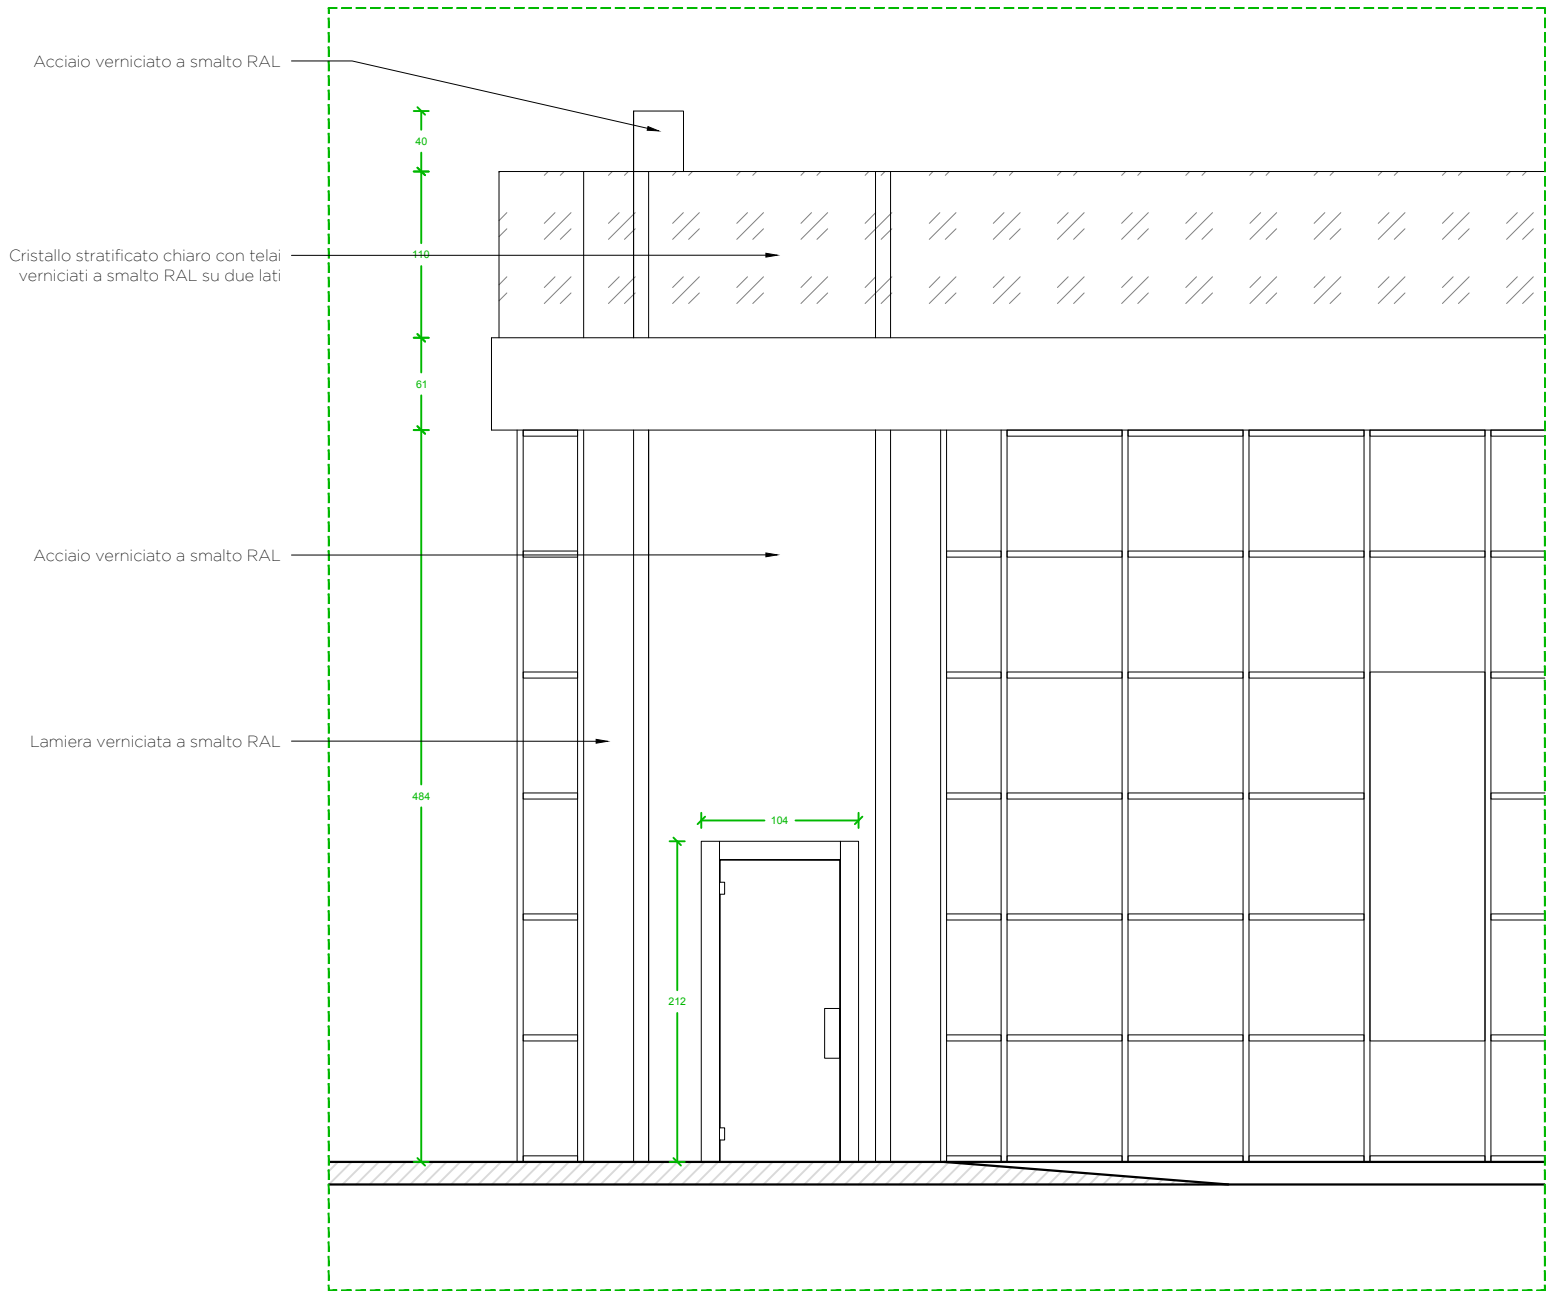 Acciaio verniciato a smalto RAL
40
110
Cristallo stratificato chiaro con telai
verniciati a smalto RAL su due lati
61
Acciaio verniciato a smalto RAL
Lamiera verniciata a smalto RAL
484
104
212